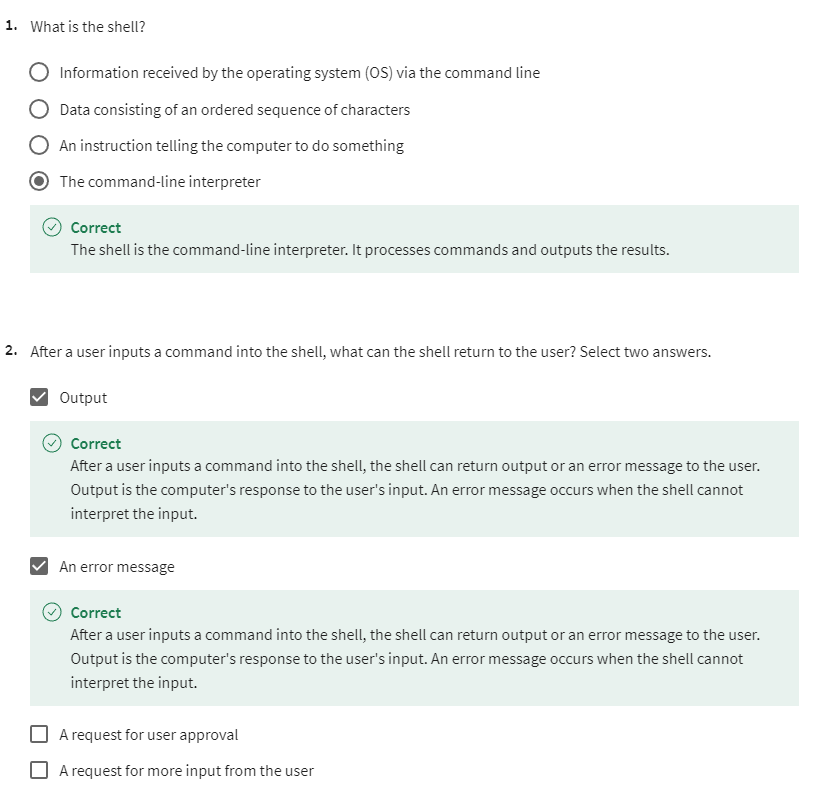 1. What is the shell?
Information received by the operating system (OS) via the command line
Data consisting of an ordered sequence of characters
An instruction telling the computer to do something
The command-line interpreter
Correct
The shell is the command-line interpreter. It processes commands and outputs the results.
2. After a user inputs a command into the shell, what can the shell return to the user? Select two answers.
Output
Correct
After a user inputs a command into the shell, the shell can return output or an error message to the user.
Output is the computer's response to the user's input. An error message occurs when the shell cannot
interpret the input.
An error message
Correct
After a user inputs a command into the shell, the shell can return output or an error message to the user.
Output is the computer's response to the user's input. An error message occurs when the shell cannot
interpret the input.
A request for user approval
A request for more input from the user